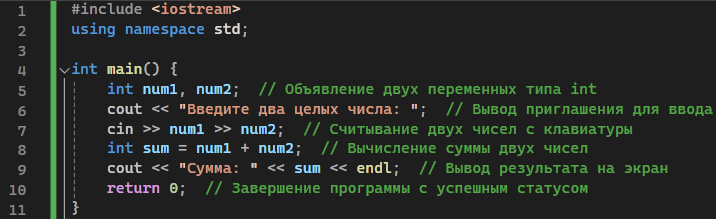 1 #include <iostream>
2 using namespace std;
3
4 int main() {
5 int num1, num2; // Объявление двух переменных типа int
6 cout << "Введите два целых числа: "; // Вывод приглашения для ввода
7 cin >> num1 >> num2; // Считывание двух чисел с клавиатуры
8 int sum = num1 + num2; // Вычисление суммы двух чисел
9 cout << "Сумма: " << sum << endl; // Вывод результата на экран
10 return 0; // Завершение программы с успешным статусом
11 }